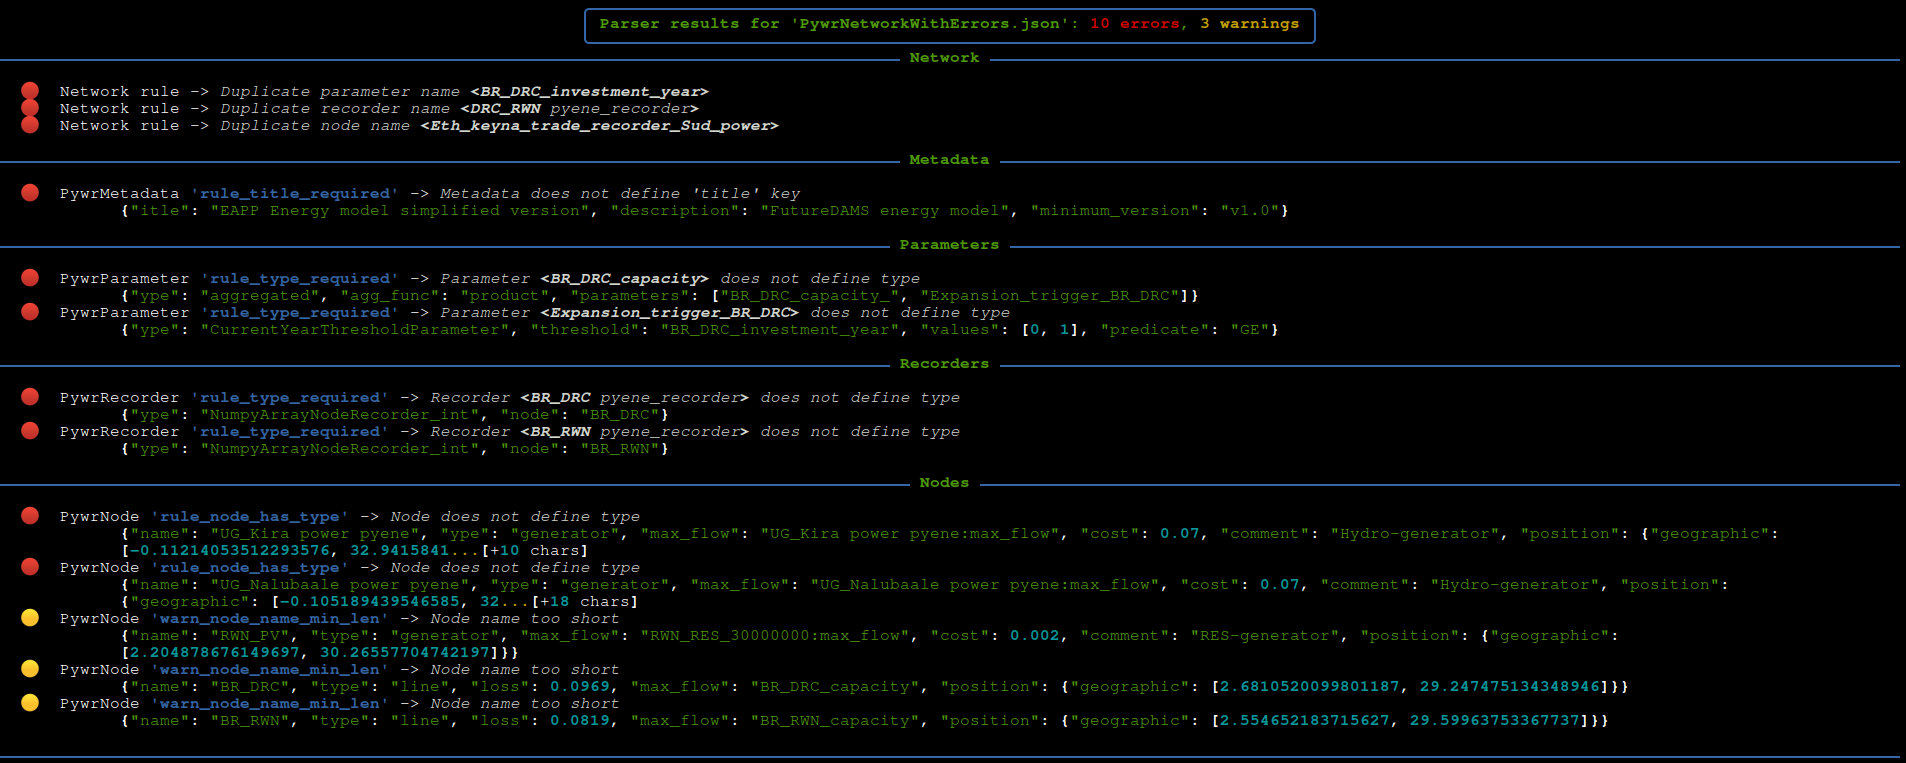 Parser results for 'PywrNetworkWithErrors.json': 10 errors, 3 warnings
Network
Network rule -> Duplicate parameter name <BR_DRC_investment_year>
Network rule -> Duplicate recorder name <DRC_RWN pyene_recorder>
Network rule -> Duplicate node name <Eth_keyna_trade_recorder_Sud_power>
Metadata
PywrMetadata 'rule_title_required' -> Metadata does not define 'title' key
{"itle": "EAPP Energy model simplified version", "description": "FutureDAMS energy model", "minimum_version": "v1.0"}
Parameters
PywrParameter 'rule_type_required' -> Parameter <BR_DRC_capacity> does not define type
{"ype": "aggregated", "agg_func": "product", "parameters": ["BR_DRC_capacity_", "Expansion_trigger_BR_DRC"]}
PywrParameter 'rule_type_required' -> Parameter <Expansion_trigger_BR_DRC> does not define type
{"ype": "CurrentYearThresholdParameter", "threshold": "BR_DRC_investment_year", "values": [0, 1], "predicate": "GE"}
Recorders
PywrRecorder 'rule_type_required' -> Recorder <BR_DRC pyene_recorder> does not define type
{"ype": "NumpyArrayNodeRecorder_int", "node": "BR_DRC"}
PywrRecorder 'rule_type_required' -> Recorder <BR_RWN pyene_recorder> does not define type
{"ype": "NumpyArrayNodeRecorder_int", "node": "BR_RWN"}
Nodes
PywrNode 'rule_node_has_type' -> Node does not define type
{"name": "UG_Kira power pyene", "ype": "generator", "max_flow": "UG_Kira power pyene:max_flow", "cost": 0.07, "comment": "Hydro-generator", "position": {"geographic":
[-0.11214053512293576, 32.9415841...[+10 chars]
PywrNode 'rule_node_has_type' -> Node does not define type
{"name": "UG_Nalubaale power pyene", "ype": "generator", "max_flow": "UG_Nalubaale power pyene:max_flow", "cost": 0.07, "comment": "Hydro-generator", "position":
{"geographic": [-0.105189439546585, 32...[+18 chars]
PywrNode 'warn_node_name_min_len' -> Node name too short
{"name": "RWN_PV", "type": "generator", "max_flow": "RWN_RES_30000000:max_flow", "cost": 0.002, "comment": "RES-generator", "position": {"geographic":
[2.204878676149697, 30.26557704742197]}}
PywrNode 'warn_node_name_min_len' -> Node name too short
{"name": "BR_DRC", "type": "line", "loss": 0.0969, "max_flow": "BR_DRC_capacity", "position": {"geographic": [2.6810520099801187, 29.247475134348946]}}
PywrNode 'warn_node_name_min_len' -> Node name too short
{"name": "BR_RWN", "type": "line", "loss": 0.0819, "max_flow": "BR_RWN_capacity", "position": {"geographic": [2.554652183715627, 29.59963753367737]}}